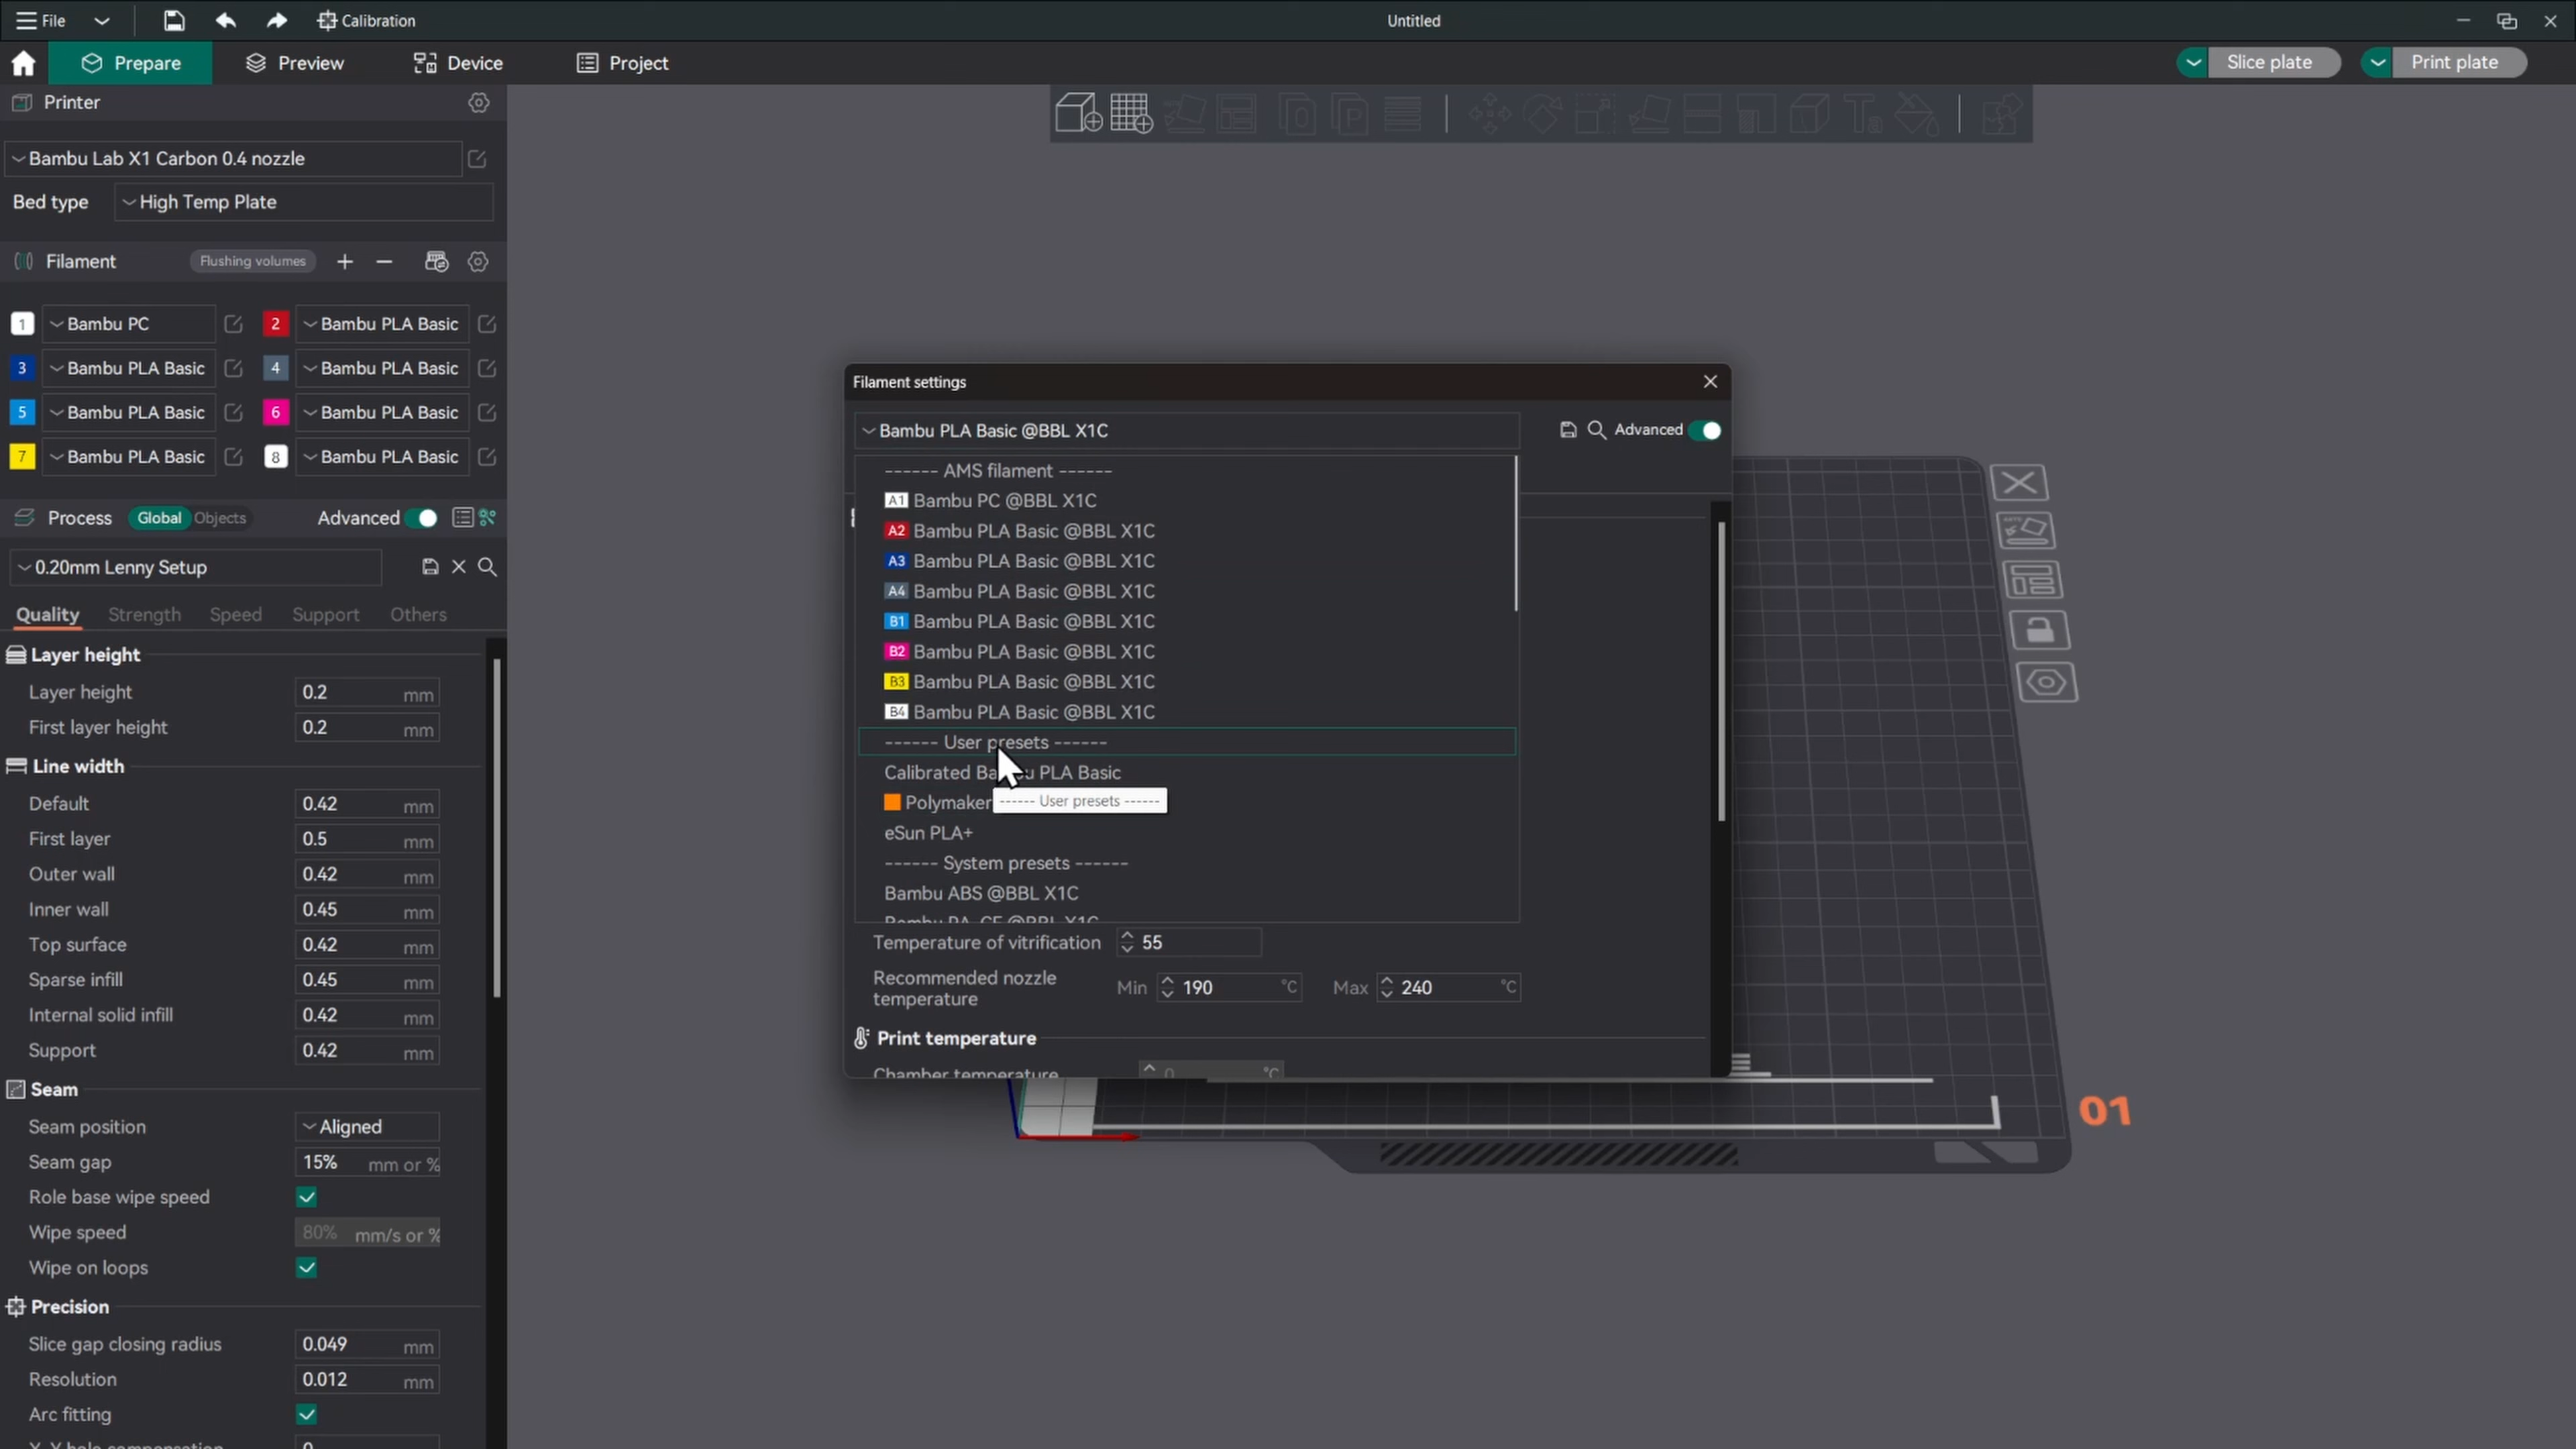 File
Calibration
Untitled
Prepare
Preview
Device
Project
Slice plate
Print plate
Printer
Bambu Lab X1 Carbon 0.4 nozzle
Bed type
High Temp Plate
Filament
Flushing volumes
1 Bambu PC
2 Bambu PLA Basic
3 Bambu PLA Basic
4 Bambu PLA Basic
5 Bambu PLA Basic
6 Bambu PLA Basic
7 Bambu PLA Basic
8 Bambu PLA Basic
Process
Global
Objects
Advanced
0.20mm Lenny Setup
Quality
Strength
Speed
Support
Others
Layer height
Layer height 0.2 mm
First layer height 0.2 mm
Line width
Default 0.42 mm
First layer 0.5 mm
Outer wall 0.42 mm
Inner wall 0.45 mm
Top surface 0.42 mm
Sparse infill 0.45 mm
Internal solid infill 0.42 mm
Support 0.42 mm
Seam
Seam position Aligned
Seam gap 15% mm or %
Role base wipe speed
Wipe speed 80% mm/s or %
Wipe on loops
Precision
Slice gap closing radius 0.049 mm
Resolution 0.012 mm
Arc fitting
Filament settings
Bambu PLA Basic @BBL X1C
Advanced
------ AMS filament ------
A1 Bambu PC @BBL X1C
A2 Bambu PLA Basic @BBL X1C
A3 Bambu PLA Basic @BBL X1C
A4 Bambu PLA Basic @BBL X1C
B1 Bambu PLA Basic @BBL X1C
B2 Bambu PLA Basic @BBL X1C
B3 Bambu PLA Basic @BBL X1C
B4 Bambu PLA Basic @BBL X1C
------ User presets ------
Calibrated Bambu PLA Basic
Polymaker
------ User presets ------
eSun PLA+
------ System presets ------
Bambu ABS @BBL X1C
Temperature of vitrification 55
Recommended nozzle
temperature
Min 190 °C Max 240 °C
Print temperature
Chamber temperature 0 °C
01